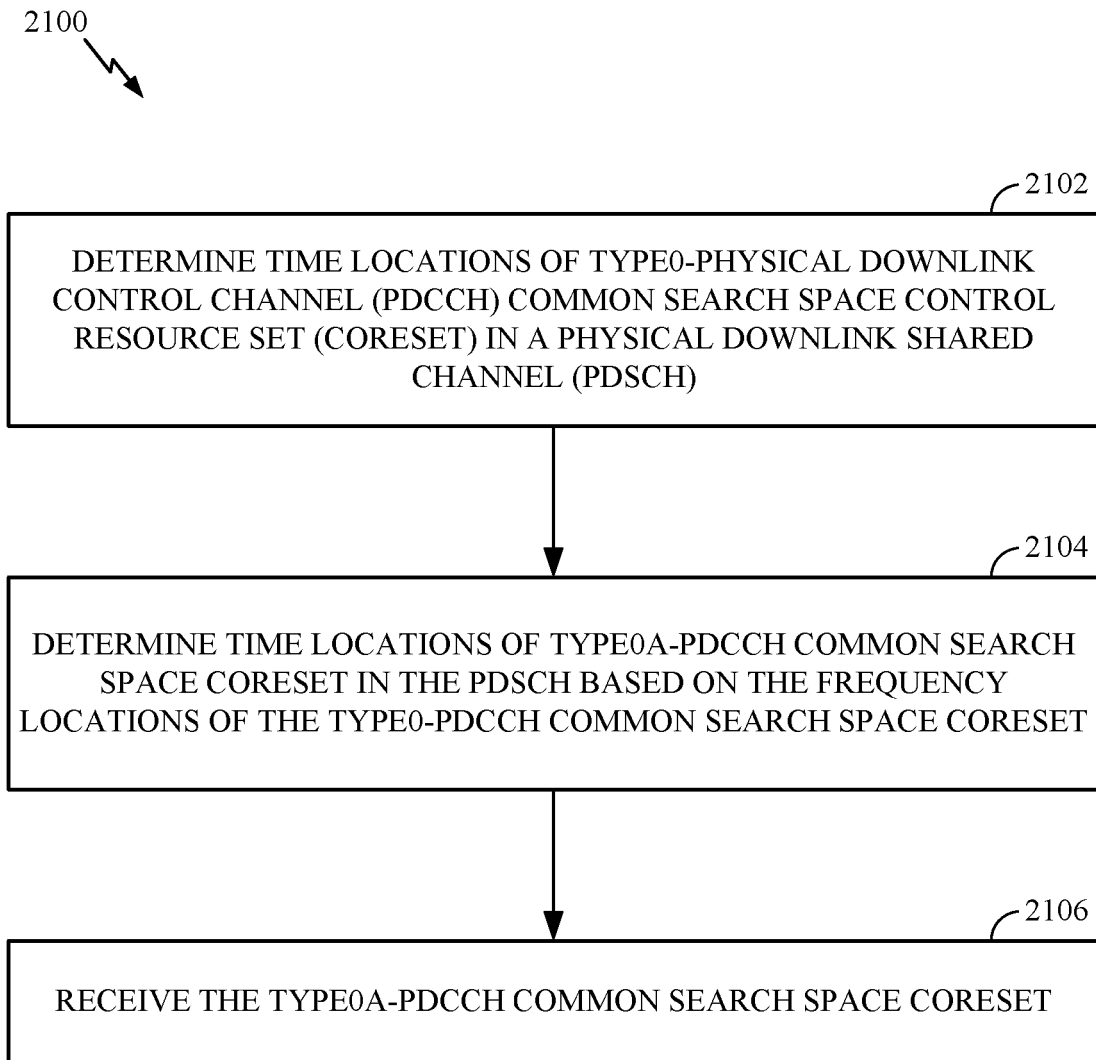 2100
2102
DETERMINE TIME LOCATIONS OF TYPE0-PHYSICAL DOWNLINK
CONTROL CHANNEL (PDCCH) COMMON SEARCH SPACE CONTROL
RESOURCE SET (CORESET) IN A PHYSICAL DOWNLINK SHARED
CHANNEL (PDSCH)
2104
DETERMINE TIME LOCATIONS OF TYPE0A-PDCCH COMMON SEARCH
SPACE CORESET IN THE PDSCH BASED ON THE FREQUENCY
LOCATIONS OF THE TYPE0-PDCCH COMMON SEARCH SPACE CORESET
2106
RECEIVE THE TYPE0A-PDCCH COMMON SEARCH SPACE CORESET